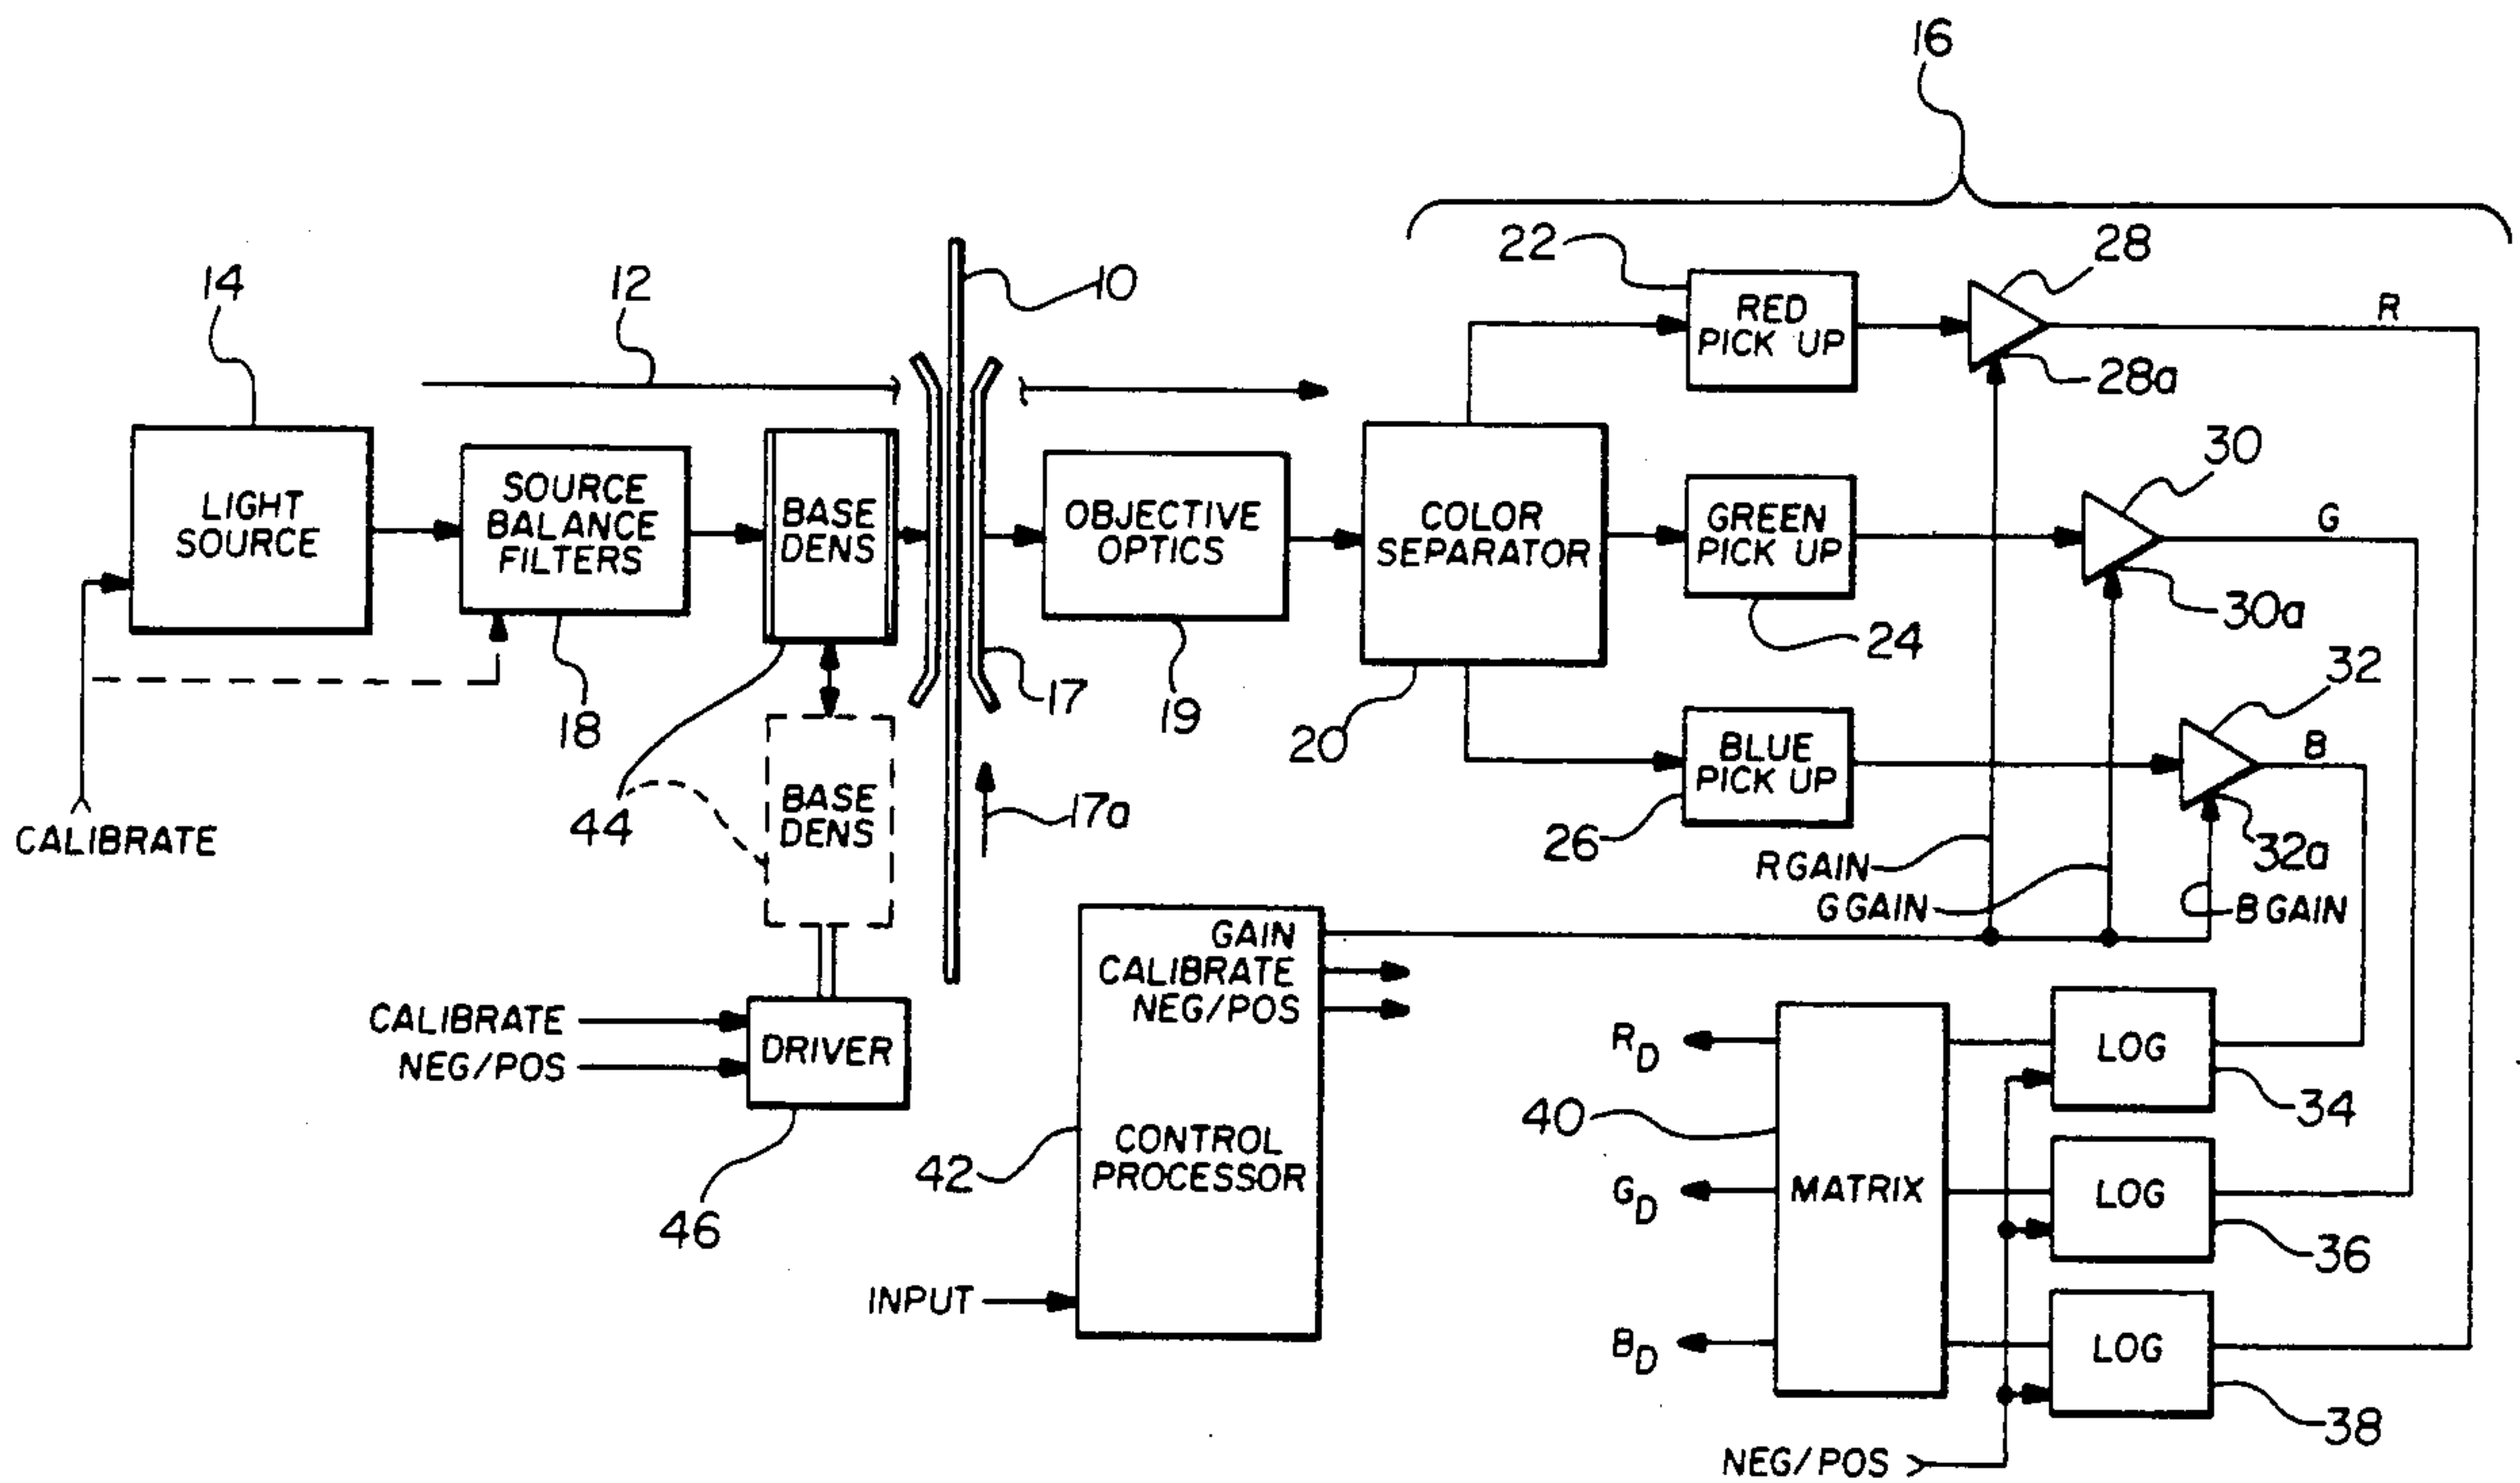 16
22
28
10
12
14
R
RED
PICK UP
28a
30
LIGHT
SOURCE
SOURCE
BALANCE
FILTERS
BASE
DENS
OBJECTIVE
OPTICS
COLOR
SEPARATOR
GREEN
PICK UP
G
30a
24
32
18
17
19
20
BLUE
PICK UP
B
CALIBRATE
44
BASE
DENS
17a
26
32a
R GAIN
G GAIN
B GAIN
GAIN
CALIBRATE
NEG/POS
CALIBRATE
NEG/POS
DRIVER
46
42
CONTROL
PROCESSOR
INPUT
RD
GD
BD
40
MATRIX
LOG
34
LOG
36
LOG
38
NEG/POS